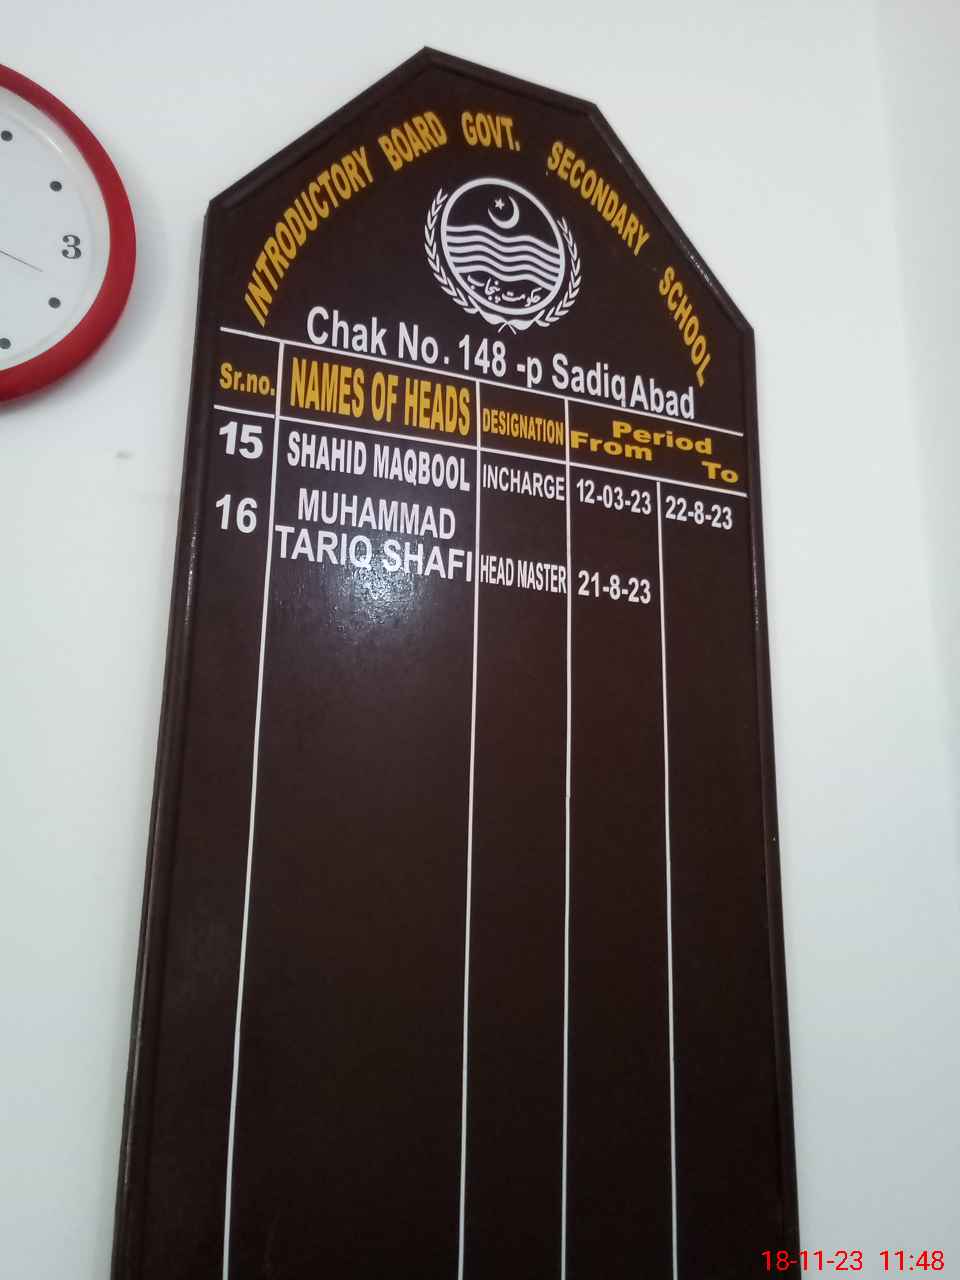 INTRODUCTORY BOARD GOVT. SECONDARY SCHOOL
حکومت پنجاب
Chak No. 148 -p Sadiq Abad
Sr.no. NAMES OF HEADS DESIGNATION Period
From To
15 SHAHID MAQBOOL INCHARGE 12-03-23 22-8-23
16 MUHAMMAD
TARIQ SHAFI HEAD MASTER 21-8-23
3
18-11-23 11:48